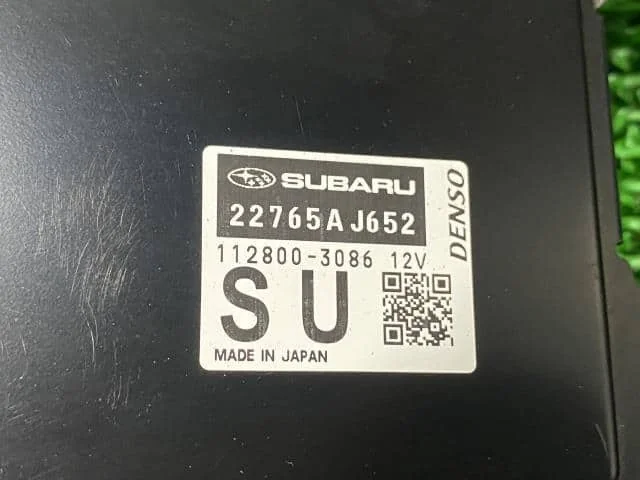 SUBARU
22765AJ652
112800-3086 12V
DENSO
SU
MADE IN JAPAN